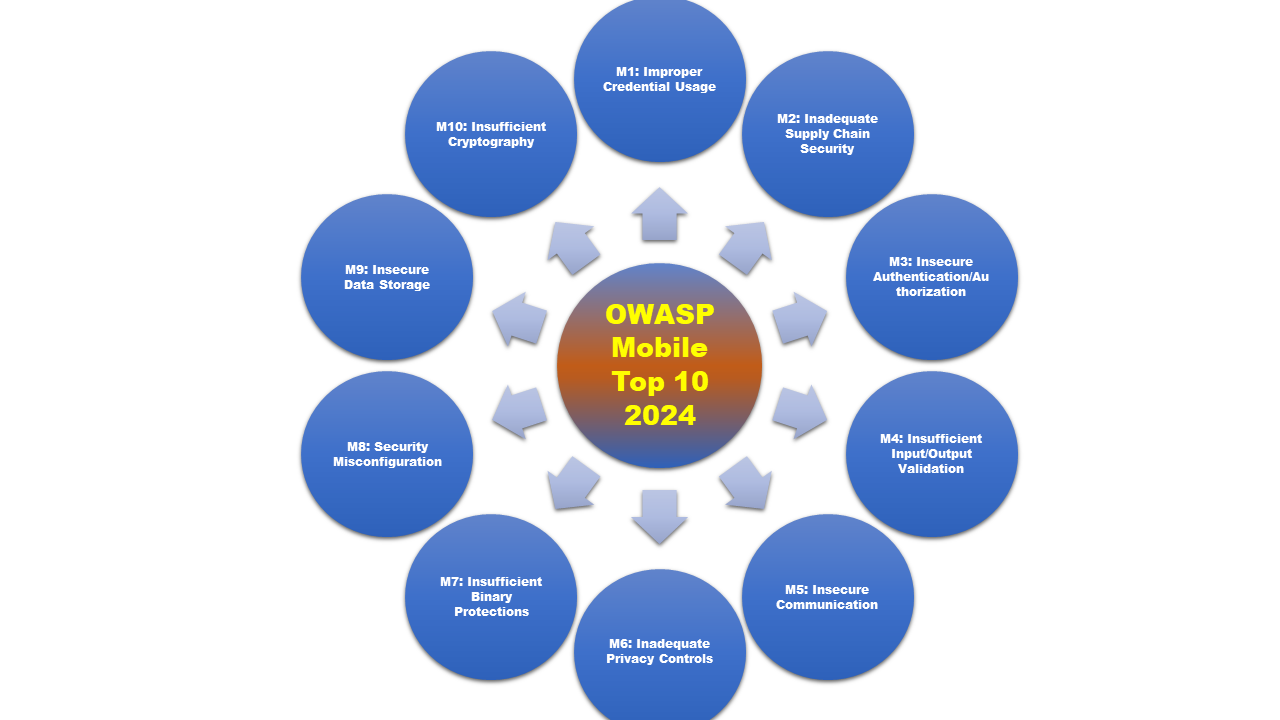 OWASP
Mobile
Top 10
2024
M1: Improper
Credential Usage
M2: Inadequate
Supply Chain
Security
M3: Insecure
Authentication/Au
thorization
M4: Insufficient
Input/Output
Validation
M5: Insecure
Communication
M6: Inadequate
Privacy Controls
M7: Insufficient
Binary
Protections
M8: Security
Misconfiguration
M9: Insecure
Data Storage
M10: Insufficient
Cryptography